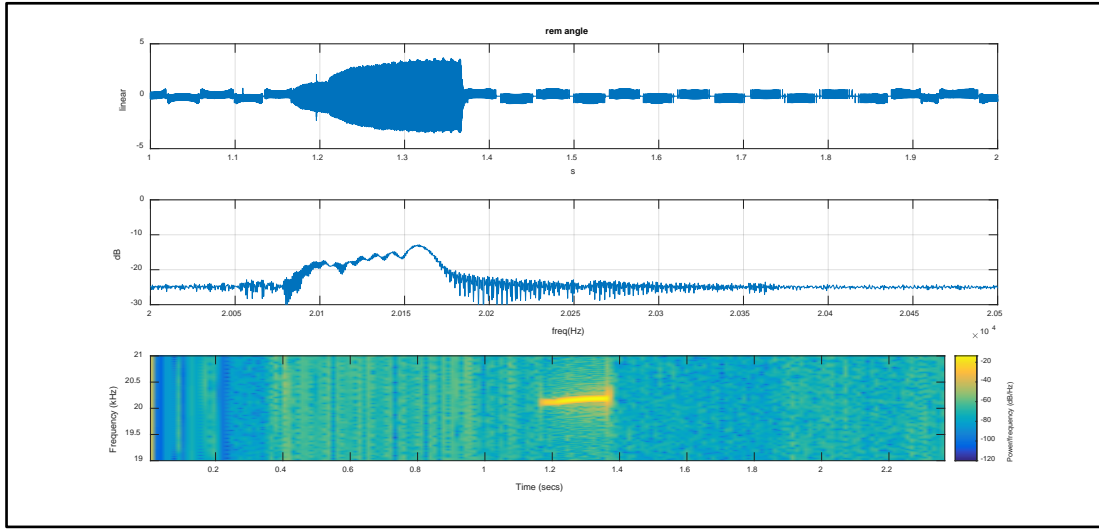 rem angle
5
0
-5
linear
1 1.1 1.2 1.3 1.4 1.5 1.6 1.7 1.8 1.9 2
s
0
-10
-20
-30
dB
2 2.005 2.01 2.015 2.02 2.025 2.03 2.035 2.04 2.045 2.05
freq(Hz)
× 10 4
21
20.5
20
19.5
19
Frequency (kHz)
0.2 0.4 0.6 0.8 1 1.2 1.4 1.6 1.8 2 2.2
Time (secs)
-20
-40
-60
-80
-100
-120
Power/frequency (dB/Hz)